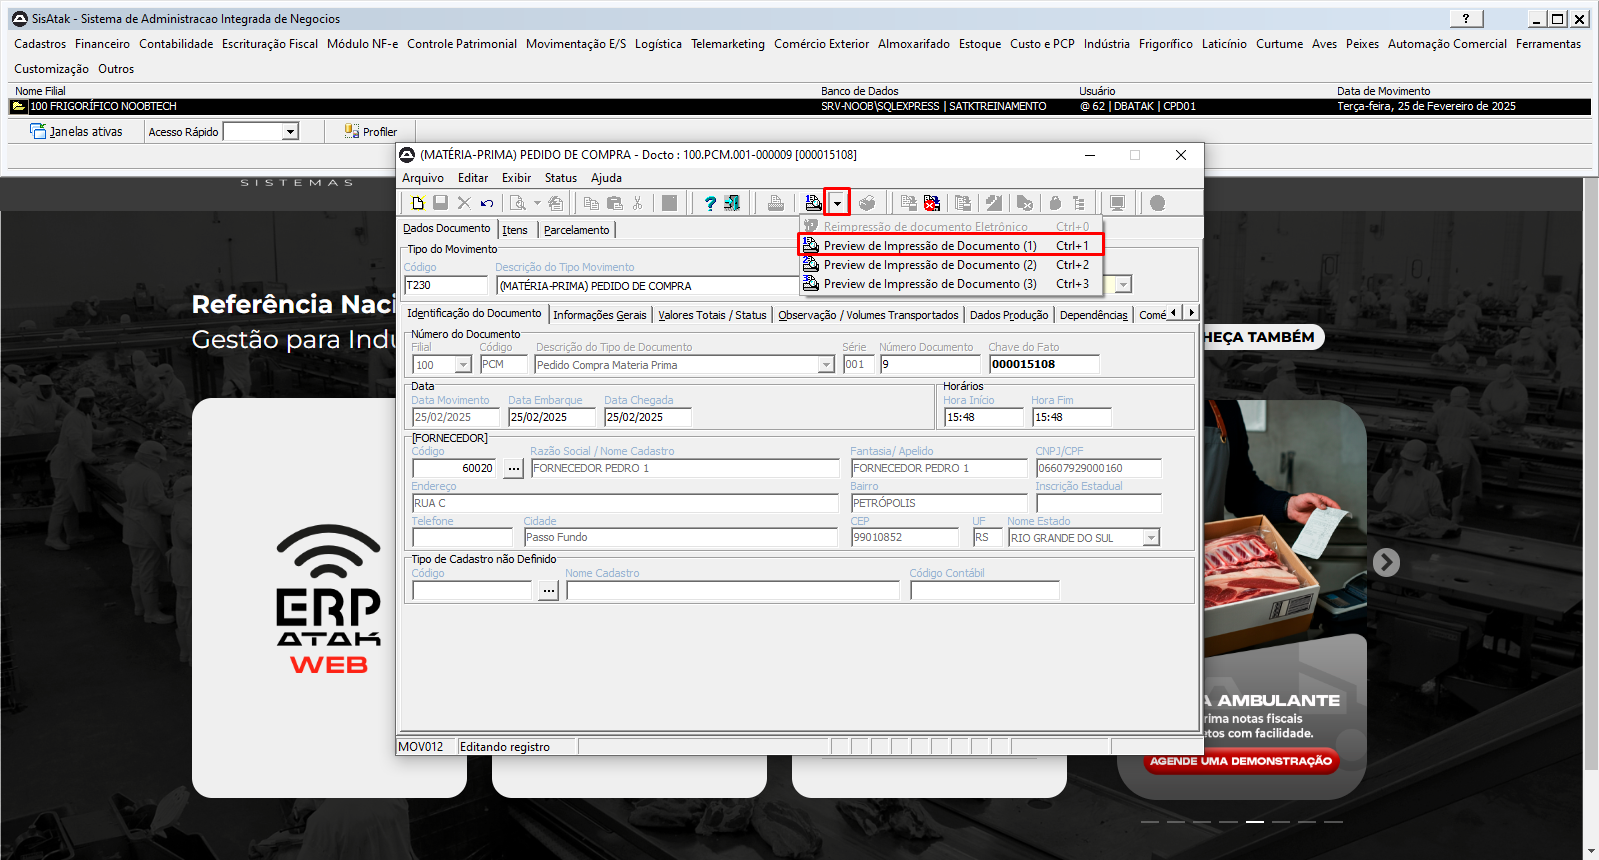 SisAtak - Sistema de Administracao Integrada de Negocios
?
Cadastros Financeiro Contabilidade Escrituração Fiscal Módulo NF-e Controle Patrimonial Movimentação E/S Logística Telemarketing Comércio Exterior Almoxarifado Estoque Custo e PCP Indústria Frigorífico Laticínio Curtume Aves Peixes Automação Comercial Ferramentas
Customização Outros
Nome Filial Banco de Dados Usuário Data de Movimento
100 FRIGORÍFICO NOOBTECH SRV-NOOB\SQLEXPRESS | SATKTREINAMENTO @ 62 | DBATAK | CPD01 Terça-feira, 25 de Fevereiro de 2025
Janelas ativas Acesso Rápido Profiler
(MATÉRIA-PRIMA) PEDIDO DE COMPRA - Docto : 100.PCM.001-000009 [000015108]
Arquivo Editar Exibir Status Ajuda
SISTEMAS
Dados Documento Itens Parcelamento
Reimpressão de documento Eletrônico Ctrl+0
Preview de Impressão de Documento (1) Ctrl+1
Preview de Impressão de Documento (2) Ctrl+2
Preview de Impressão de Documento (3) Ctrl+3
Tipo do Movimento
Código Descrição do Tipo Movimento
T230 (MATÉRIA-PRIMA) PEDIDO DE COMPRA
Identificação do Documento Informações Gerais Valores Totais / Status Observação / Volumes Transportados Dados Produção Dependências Comé
Número do Documento
Filial Código Descrição do Tipo de Documento Série Número Documento Chave do Fato
100 PCM Pedido Compra Materia Prima 001 9 000015108
Data Horários
Data Movimento Data Embarque Data Chegada Hora Início Hora Fim
25/02/2025 25/02/2025 25/02/2025 15:48 15:48
[FORNECEDOR]
Código Razão Social / Nome Cadastro Fantasia/ Apelido CNPJ/CPF
60020 ... FORNECEDOR PEDRO 1 FORNECEDOR PEDRO 1 06607929000160
Endereço Bairro Inscrição Estadual
RUA C PETRÓPOLIS
Telefone Cidade CEP UF Nome Estado
Passo Fundo 99010852 RS RIO GRANDE DO SUL
Tipo de Cadastro não Definido
Código Nome Cadastro Código Contábil
...
MOV012 Editando registro
Referência Naci
Gestão para Indu
HEÇA TAMBÉM
ERP
ATAK
WEB
A AMBULANTE
rima notas fiscais
etos com facilidade.
AGENDE UMA DEMONSTRAÇÃO